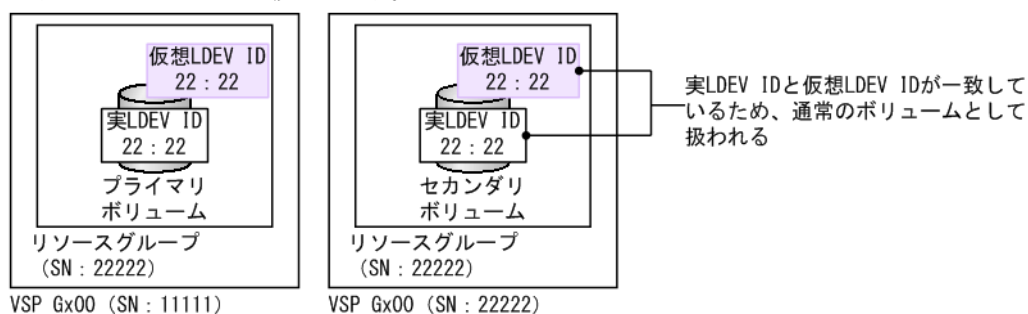 仮想LDEV ID
22：22
実LDEV ID
22：22
プライマリ
ボリューム
リソースグループ
（SN：22222）
VSP Gx00（SN：11111）
仮想LDEV ID
22：22
実LDEV ID
22：22
セカンダリ
ボリューム
リソースグループ
（SN：22222）
VSP Gx00（SN：22222）
実LDEV IDと仮想LDEV IDが一致して
いるため、通常のボリュームとして
扱われる